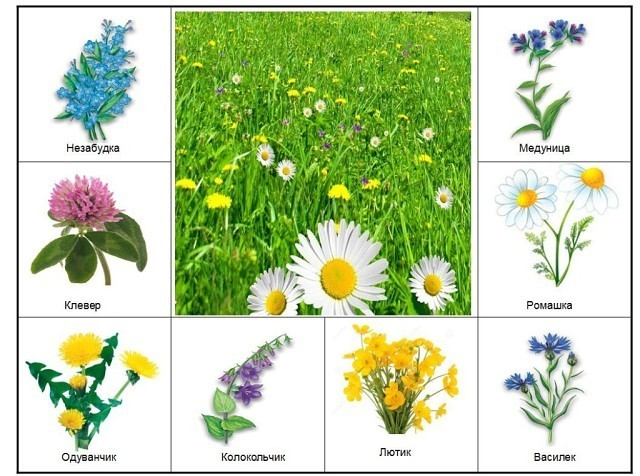 Незабудка
Медуница
Клевер
Ромашка
Одуванчик
Колокольчик
Лютик
Василек